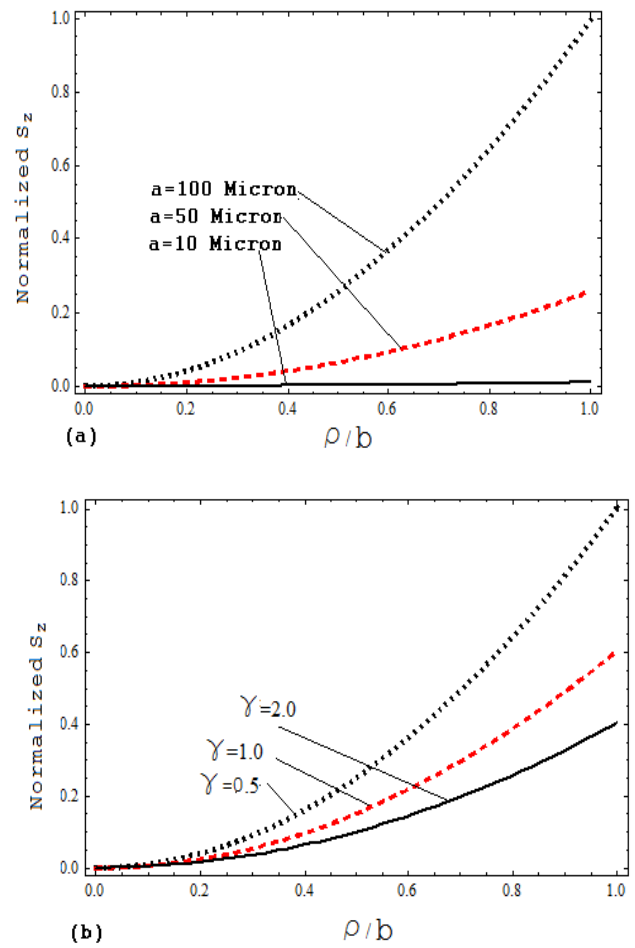 1.0
0.8
Normalized Sz
0.6
a=100 Micron
a=50 Micron
0.4
a=10 Micron
0.2
0.0
0.0 0.2 0.4 0.6 0.8 1.0
(a) ρ/b
1.0
0.8
Normalized Sz
0.6
0.4
γ=2.0
γ=1.0
γ=0.5
0.2
0.0
0.0 0.2 0.4 0.6 0.8 1.0
(b) ρ/b